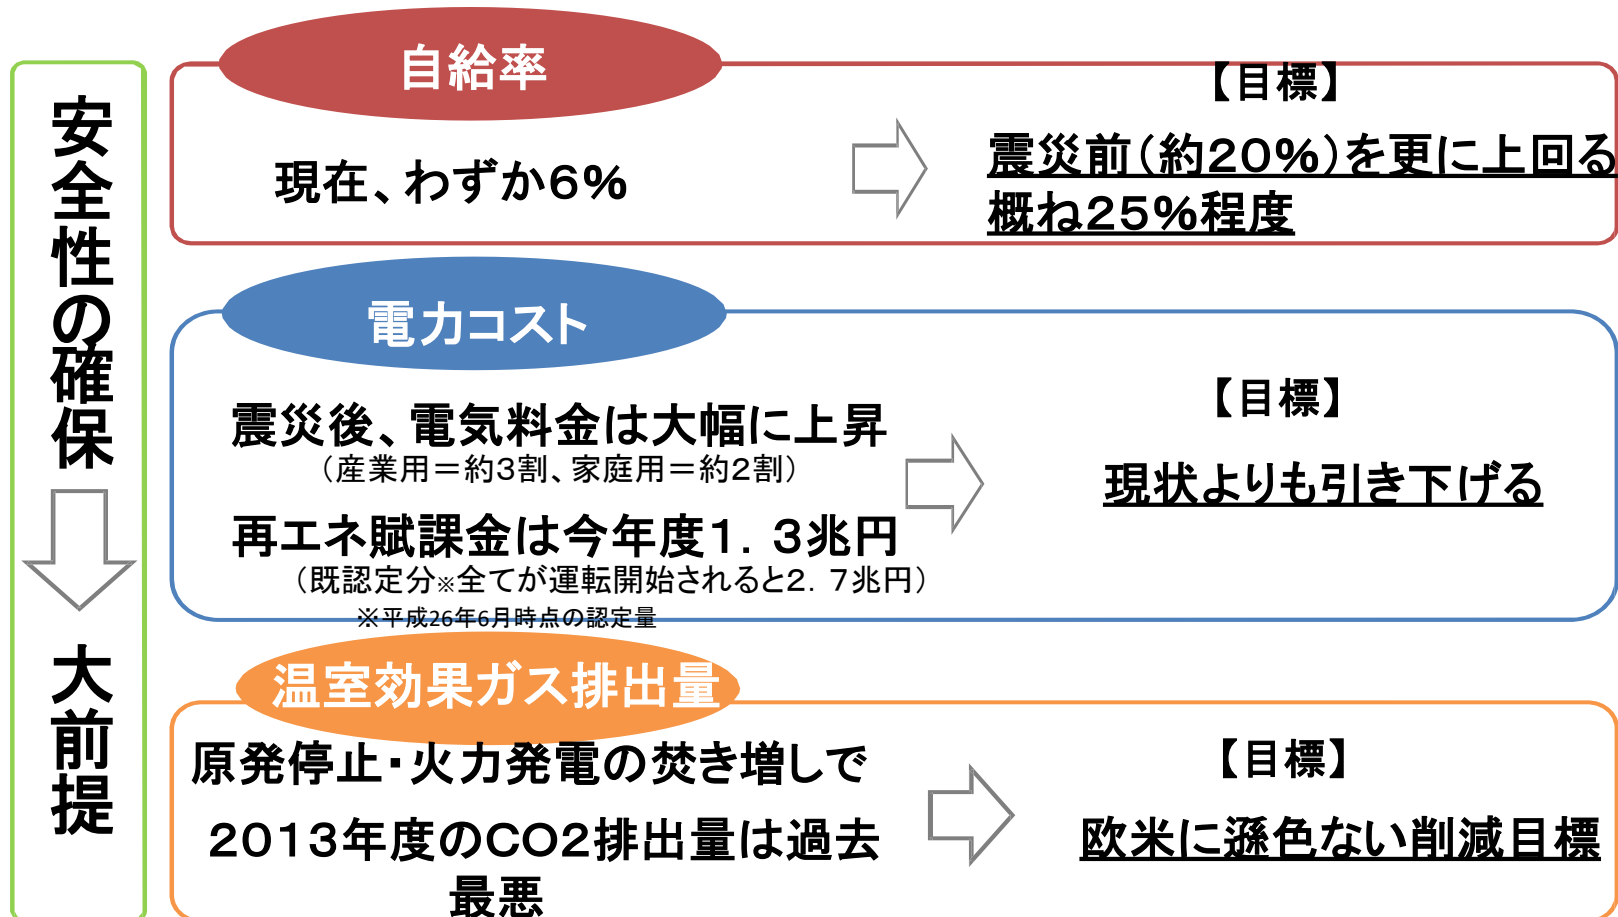 安全性の確保
大前提
自給率
現在、わずか6%
【目標】
震災前(約20%)を更に上回る
概ね25%程度
電力コスト
震災後、電気料金は大幅に上昇
(産業用=約3割、家庭用=約2割)
再エネ賦課金は今年度1.3兆円
(既認定分※全てが運転開始されると2.7兆円)
※平成26年6月時点の認定量
【目標】
現状よりも引き下げる
温室効果ガス排出量
原発停止・火力発電の焚き増しで
2013年度のCO2排出量は過去
最悪
【目標】
欧米に遜色ない削減目標